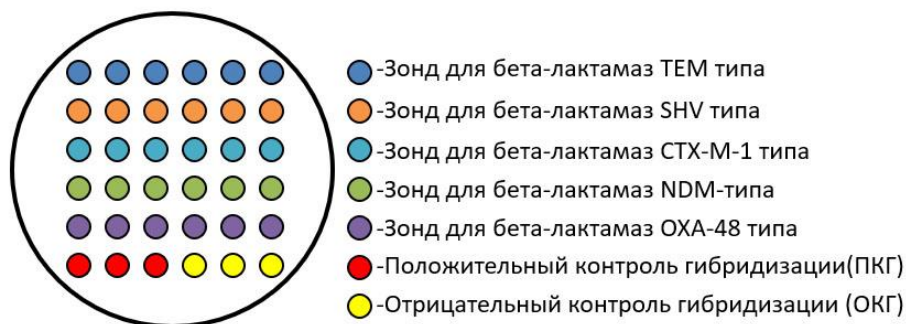 -Зонд для бета-лактамаз TEM типа
-Зонд для бета-лактамаз SHV типа
-Зонд для бета-лактамаз CTX-M-1 типа
-Зонд для бета-лактамаз NDM-типа
-Зонд для бета-лактамаз OXA-48 типа
-Положительный контроль гибридизации(ПКГ)
-Отрицательный контроль гибридизации (ОКГ)